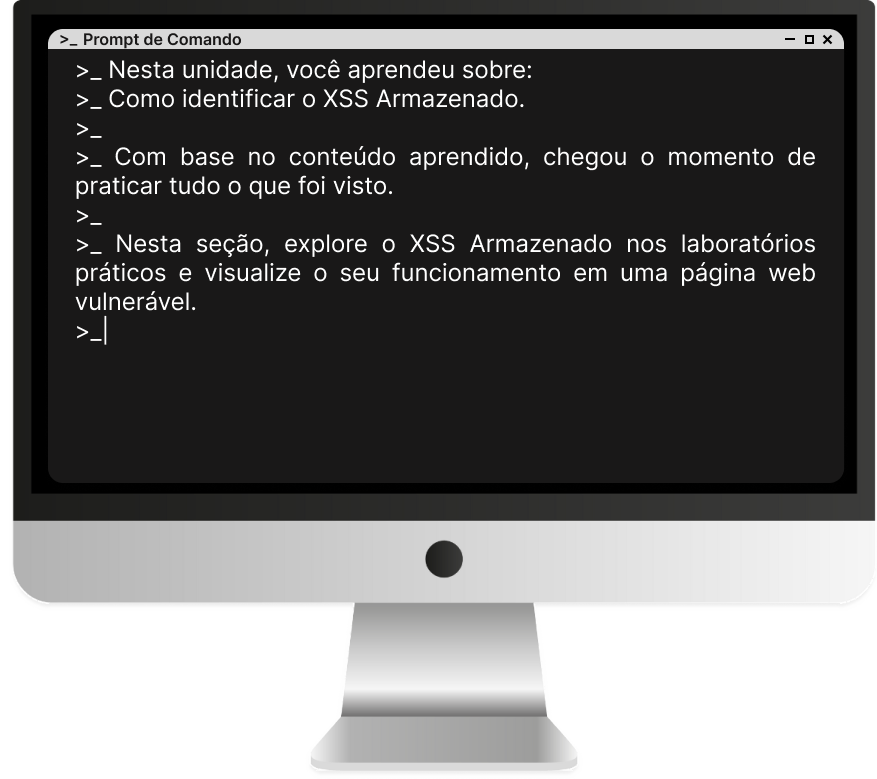 >_ Prompt de Comando
>_ Nesta unidade, você aprendeu sobre:
>_ Como identificar o XSS Armazenado.
>_
>_ Com base no conteúdo aprendido, chegou o momento de
praticar tudo o que foi visto.
>_
>_ Nesta seção, explore o XSS Armazenado nos laboratórios
práticos e visualize o seu funcionamento em uma página web
vulnerável.
>_|